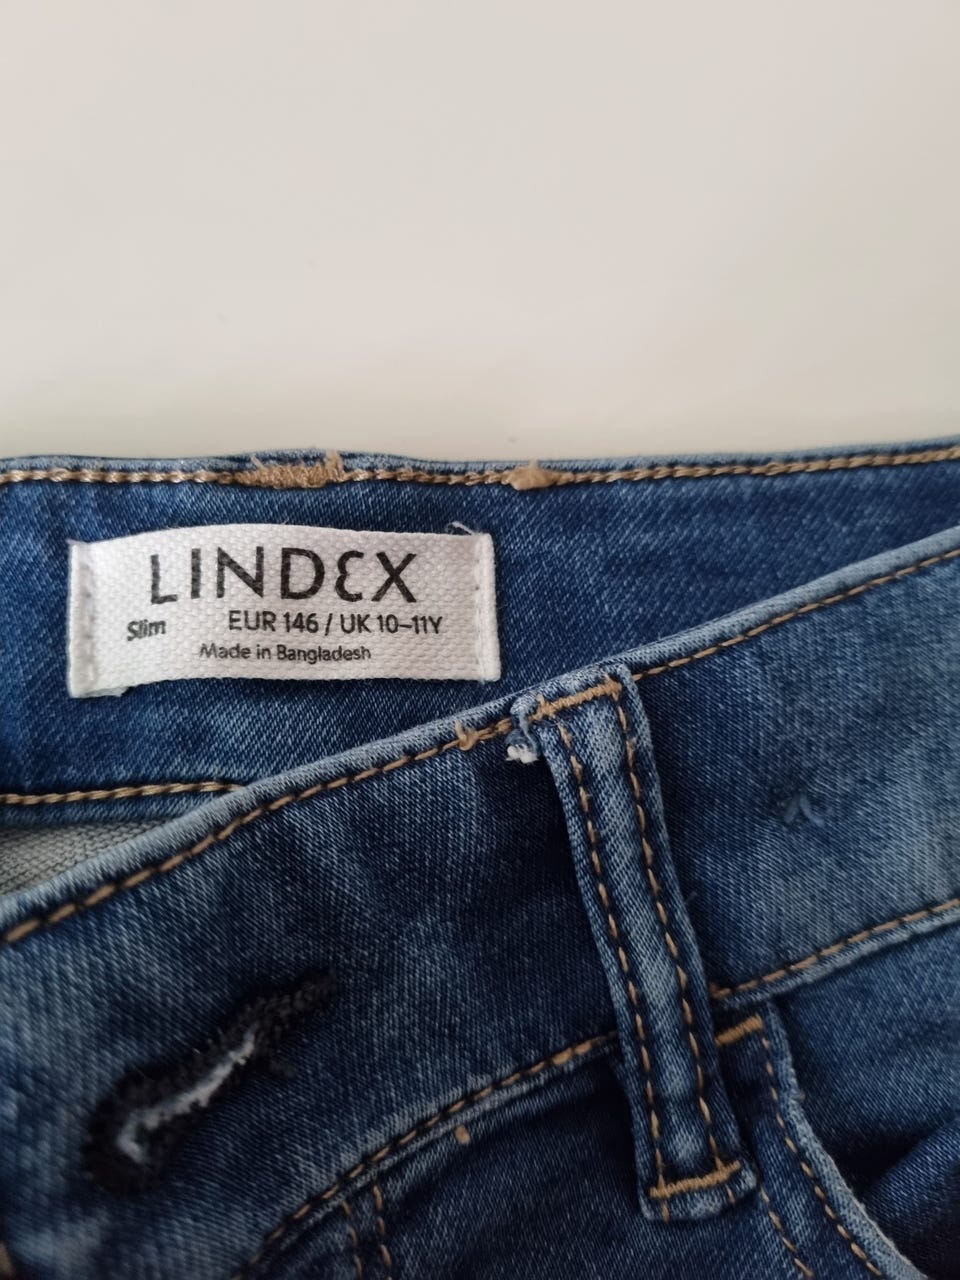 LINDEX
Slim EUR 146 / UK 10–11Y
Made in Bangladesh